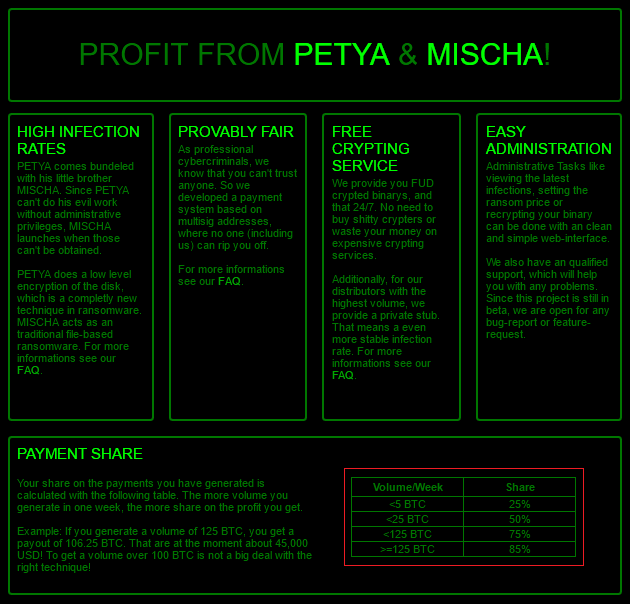 PROFIT FROM PETYA & MISCHA!
HIGH INFECTION
RATES
PETYA comes bundeled
with his little brother
MISCHA. Since PETYA
can't do his evil work
without administrative
privileges, MISCHA
launches when those
can't be obtained.
PETYA does a low level
encryption of the disk,
which is a completly new
technique in ransomware.
MISCHA acts as an
traditional file-based
ransomware. For more
informations see our
FAQ
PROVABLY FAIR
As professional
cybercriminals, we
know that you can't trust
anyone. So we
developed a payment
system based on
multisig addresses,
where no one (including
us) can rip you off.
For more informations
see our FAQ.
FREE
CRYPTING
SERVICE
We provide you FUD
crypted binarys, and
that 24/7. No need to
buy shitty crypters or
waste your money on
expensive crypting
services.
Additionally, for our
distributors with the
highest volume, we
provide a private stub.
That means a even
more stable infection
rate. For more
informations see our
FAQ.
EASY
ADMINISTRATION
Administrative Tasks like
viewing the latest
infections, setting the
ransom price or
recrypting your binary
can be done with an clean
and simple web-interface.
We also have an qualified
support, which will help
you with any problems.
Since this project is still in
beta, we are open for any
bug-report or feature-
request.
PAYMENT SHARE
Your share on the payments you have generated is
calculated with the following table. The more volume you
generate in one week, the more share on the profit you get.
Example: If you generate a volume of 125 BTC, you get a
payout of 106.25 BTC. That are at the moment about 45,000
USD! To get a volume over 100 BTC is not a big deal with the
right technique!
Volume/Week Share
<5 BTC 25%
<25 BTC 50%
<125 BTC 75%
>=125 BTC 85%